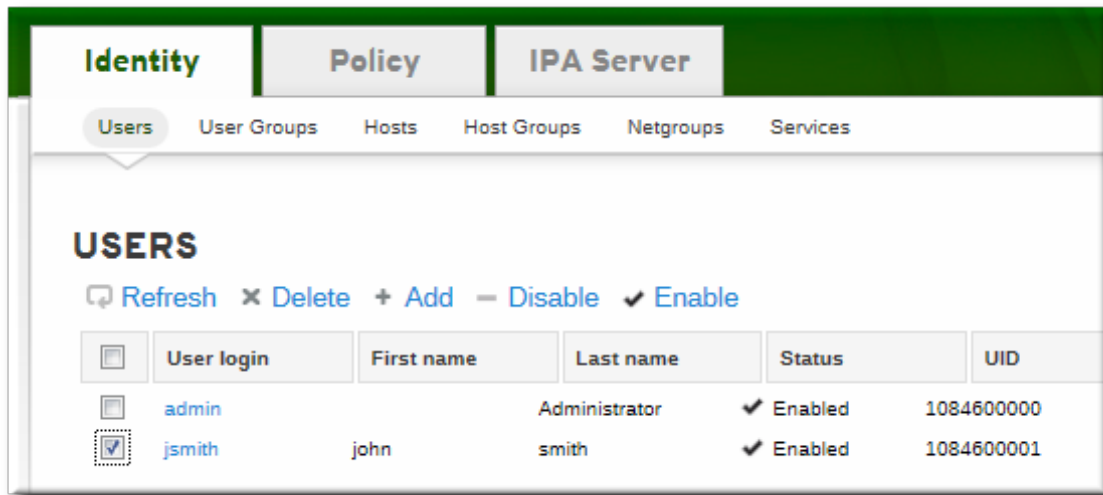 Identity Policy IPA Server
Users User Groups Hosts Host Groups Netgroups Services
USERS
Refresh Delete Add Disable Enable
User login First name Last name Status UID
admin Administrator Enabled 1084600000
jsmith john smith Enabled 1084600001